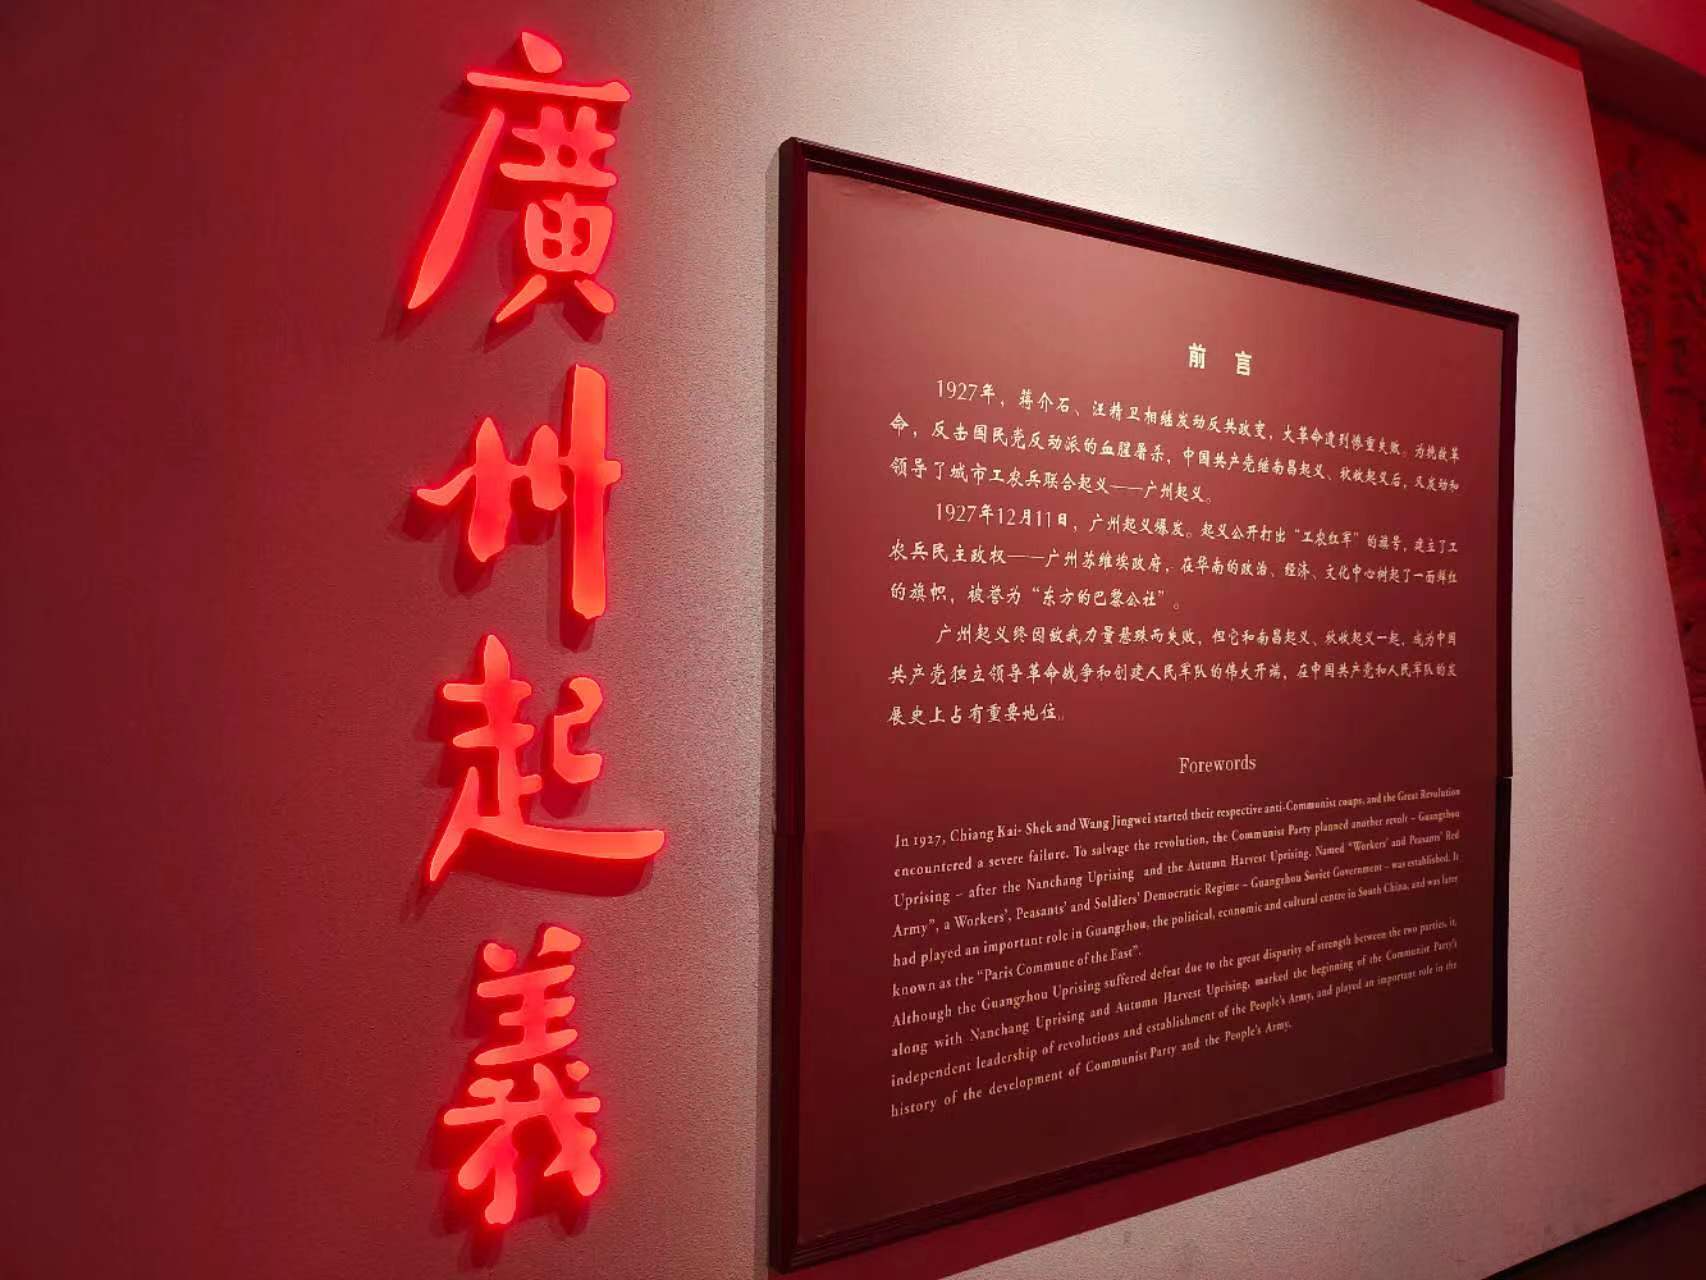 廣州起義
前言
1927年，蒋介石、汪精卫相继发动反共政变，大革命遭到惨重失败。为挽救革
命，反击国民党反动派的血腥屠杀，中国共产党继南昌起义、秋收起义后，又发动和
领导了城市工农兵联合起义——广州起义。
1927年12月11日，广州起义爆发。起义公开打出“工农红军”的旗号，建立了工
农兵民主政权——广州苏维埃政府，在华南的政治、经济、文化中心树起了一面鲜红
的旗帜，被誉为“东方的巴黎公社”。
广州起义终因敌我力量悬殊而失败，但它和南昌起义、秋收起义一起，成为中国
共产党独立领导革命战争和创建人民军队的伟大开端，在中国共产党和人民军队的发
展史上占有重要地位。
Forewords
In 1927, Chiang Kai- Shek and Wang Jingwei started their respective anti-Communist coups, and the Great Revolution
encountered a severe failure. To salvage the revolution, the Communist Party planned another revolt – Guangzhou
Uprising – after the Nanchang Uprising and the Autumn Harvest Uprising. Named “Workers' and Peasants' Red
Army”, a Workers', Peasants' and Soldiers' Democratic Regime – Guangzhou Soviet Government – was established. It
had played an important role in Guangzhou, the political, economic and cultural centre in South China, and was later
known as the “Paris Commune of the East”.
Although the Guangzhou Uprising suffered defeat due to the great disparity of strength between the two parties, it,
along with Nanchang Uprising and Autumn Harvest Uprising, marked the beginning of the Communist Party's
independent leadership of revolutions and establishment of the People's Army, and played an important role in the
history of the development of Communist Party and the People's Army.